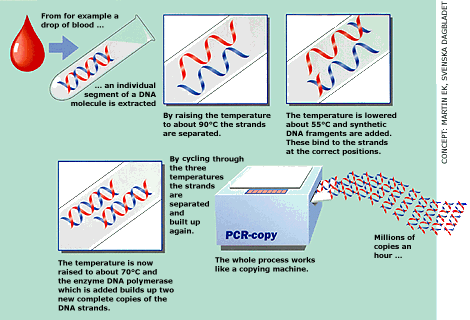 From for example a
drop of blood ...
... an individual
segment of a DNA
molecule is extracted
By raising the temperature
to about 90°C the strands
are separated.
The temperature is lowered
about 55°C and synthetic
DNA framgents are added.
These bind to the strands
at the correct positions.
The temperature is now
raised to about 70°C and
the enzyme DNA polymerase
which is added builds up two
new complete copies of the
DNA strands.
By cycling through
the three
temperatures
the strands
are
separated
and
built up
again.
PCR-copy
The whole process works
like a copying machine.
Millions of
copies an
hour ...
CONCEPT: MARTIN EK, SVENSKA DAGBLADET